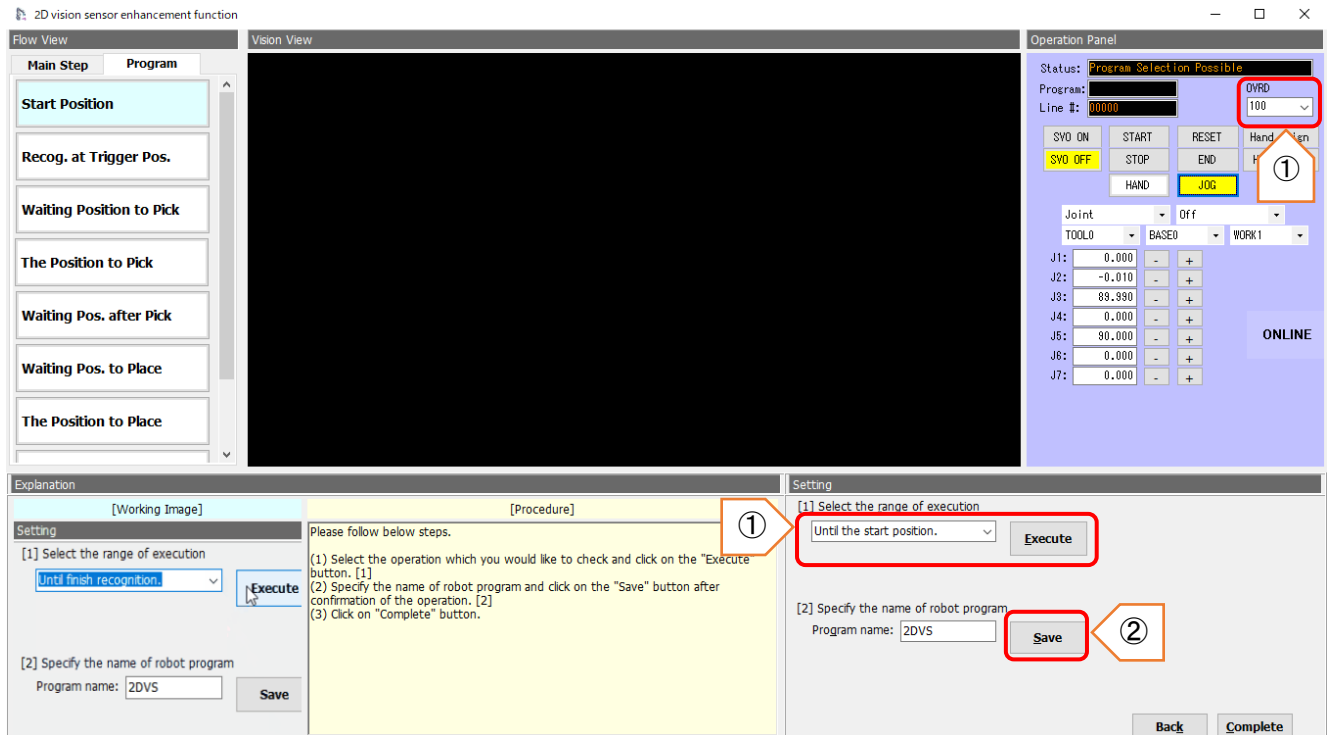 2D vision sensor enhancement function
Flow View
Main Step Program
Start Position
Recog. at Trigger Pos.
Waiting Position to Pick
The Position to Pick
Waiting Pos. after Pick
Waiting Pos. to Place
The Position to Place
Vision View
Operation Panel
Status: Program Selection Possible
Program:
OVRD
Line #: 00000
100
SVO ON START RESET Hand
SVO OFF STOP END
①
HAND JOG
Joint Off
TOOL0 BASE0 WORK1
J1: 0.000 - +
J2: -0.010 - +
J3: 89.990 - +
J4: 0.000 - +
J5: 90.000 - +
J6: 0.000 - +
J7: 0.000 - +
ONLINE
Explanation
[Working Image]
Setting
[1] Select the range of execution
Until finish recognition. Execute
[2] Specify the name of robot program
Program name: 2DVS Save
[Procedure]
Please follow below steps.
(1) Select the operation which you would like to check and click on the "Execute"
button. [1]
(2) Specify the name of robot program and click on the "Save" button after
confirmation of the operation. [2]
(3) Click on "Complete" button.
Setting
[1] Select the range of execution
①
Until the start position. Execute
[2] Specify the name of robot program
Program name: 2DVS Save
②
Back Complete